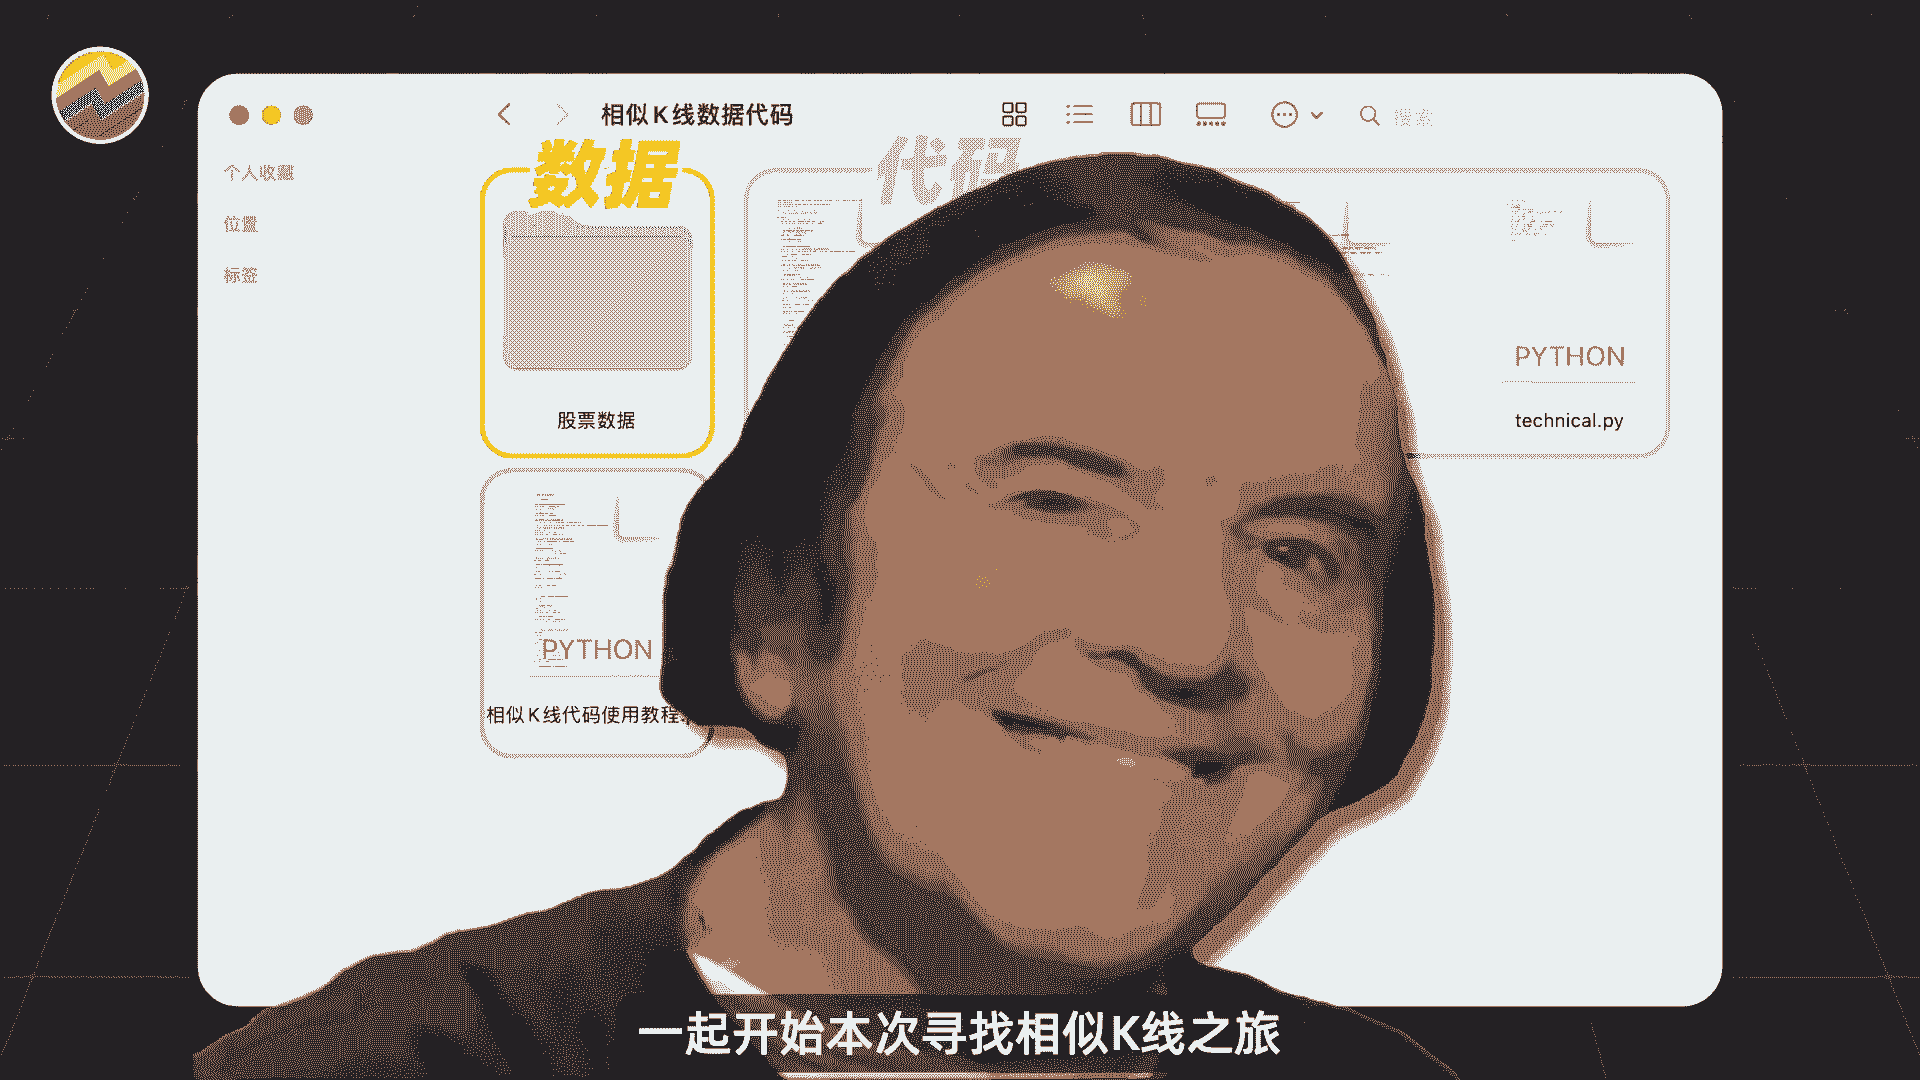 相似K线数据代码
搜索
个人收藏
位置
标签
数据
代码
股票数据
PYTHON
technical.py
PYTHON
相似K线代码使用教程
一起开始本次寻找相似K线之旅